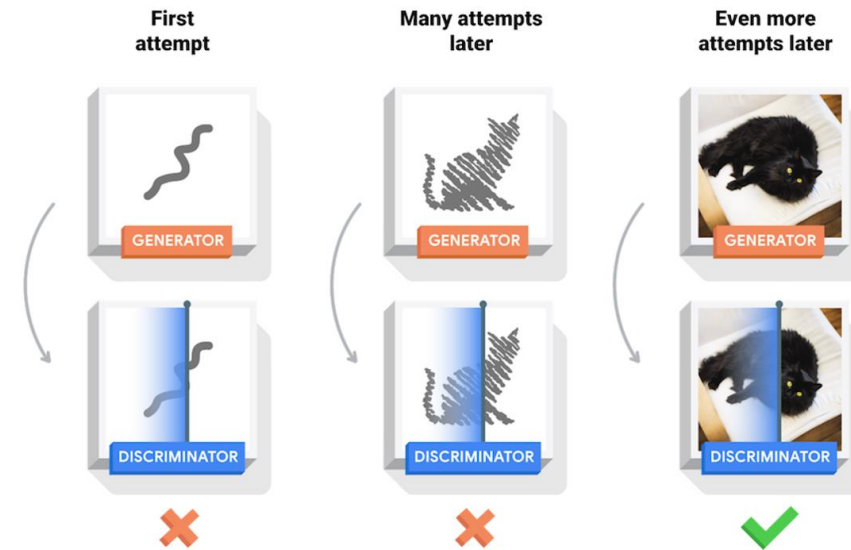 First
attempt
Many attempts
later
Even more
attempts later
GENERATOR
GENERATOR
GENERATOR
DISCRIMINATOR
DISCRIMINATOR
DISCRIMINATOR